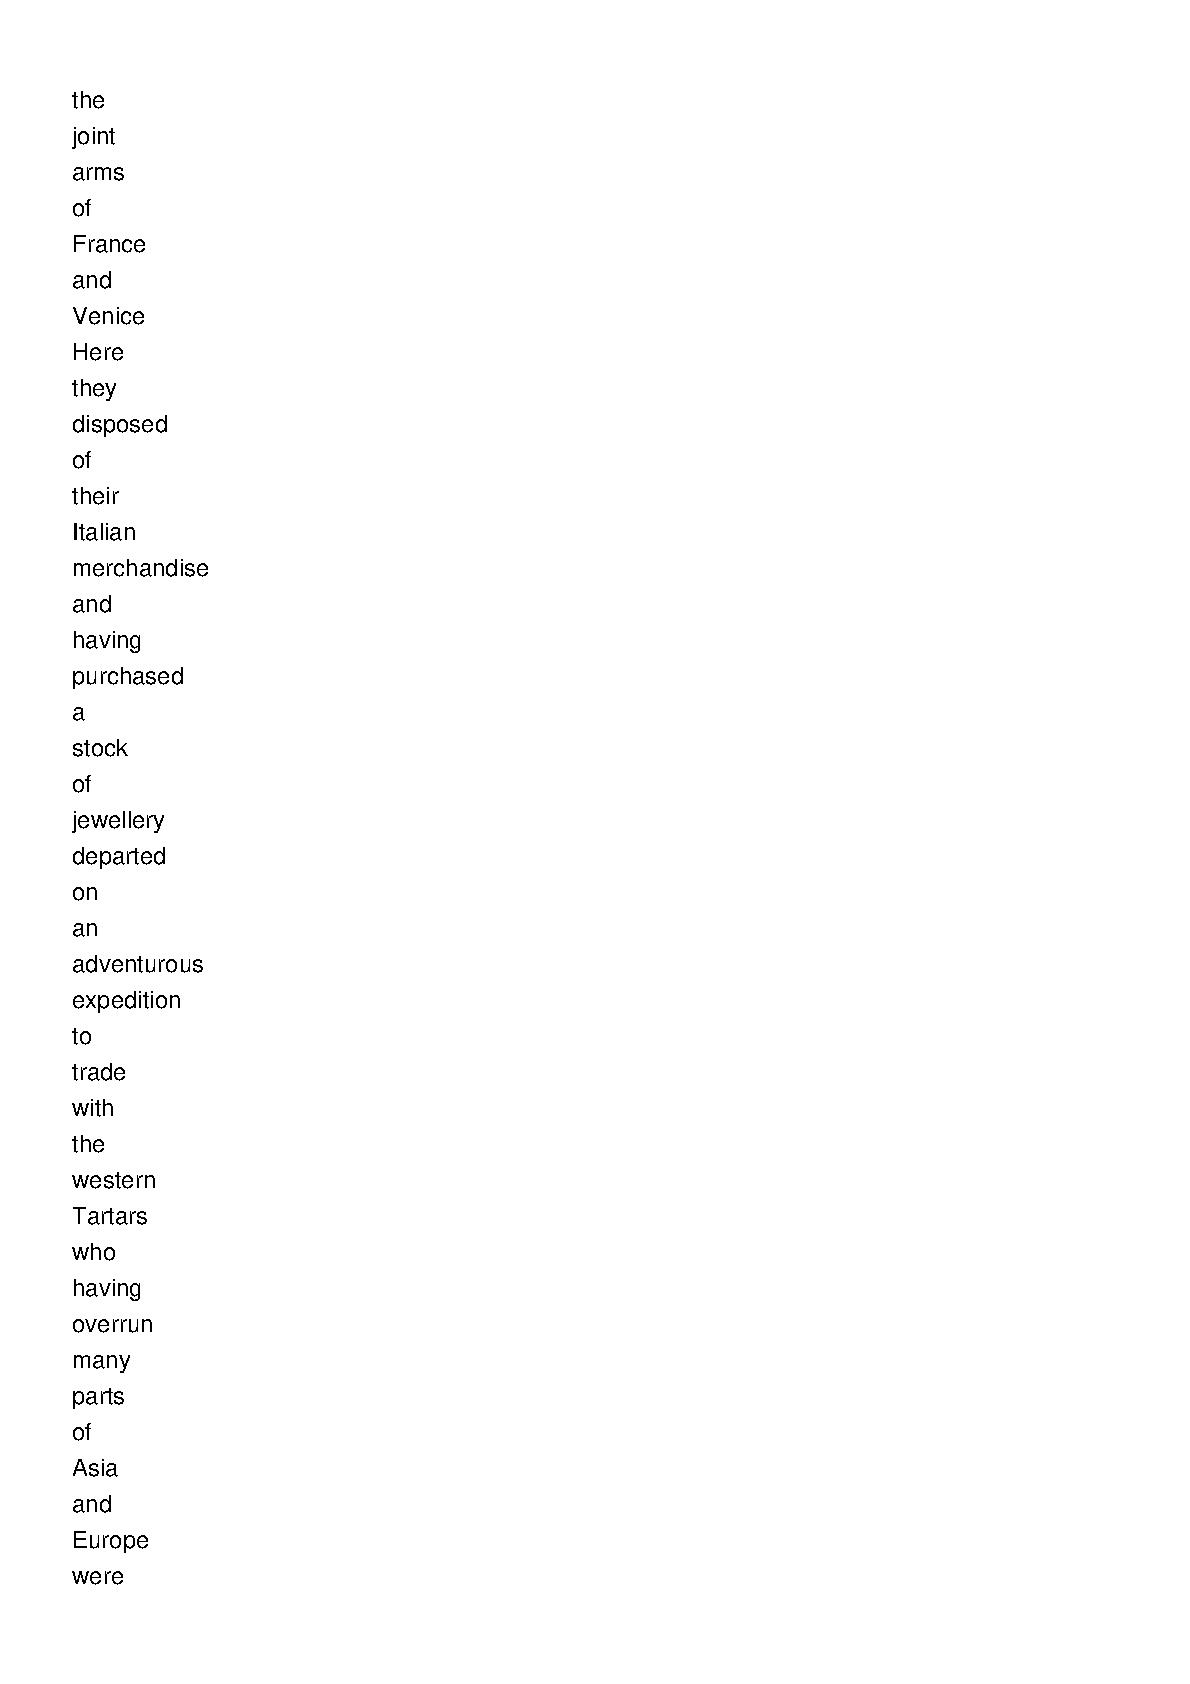 the
joint
arms
of
France
and
Venice
Here
they
disposed
of
their
Italian
merchandise
and
having
purchased
a
stock
of
jewellery
departed
on
an
adventurous
expedition
to
trade
with
the
western
Tartars
who
having
overrun
many
parts
of
Asia
and
Europe
were